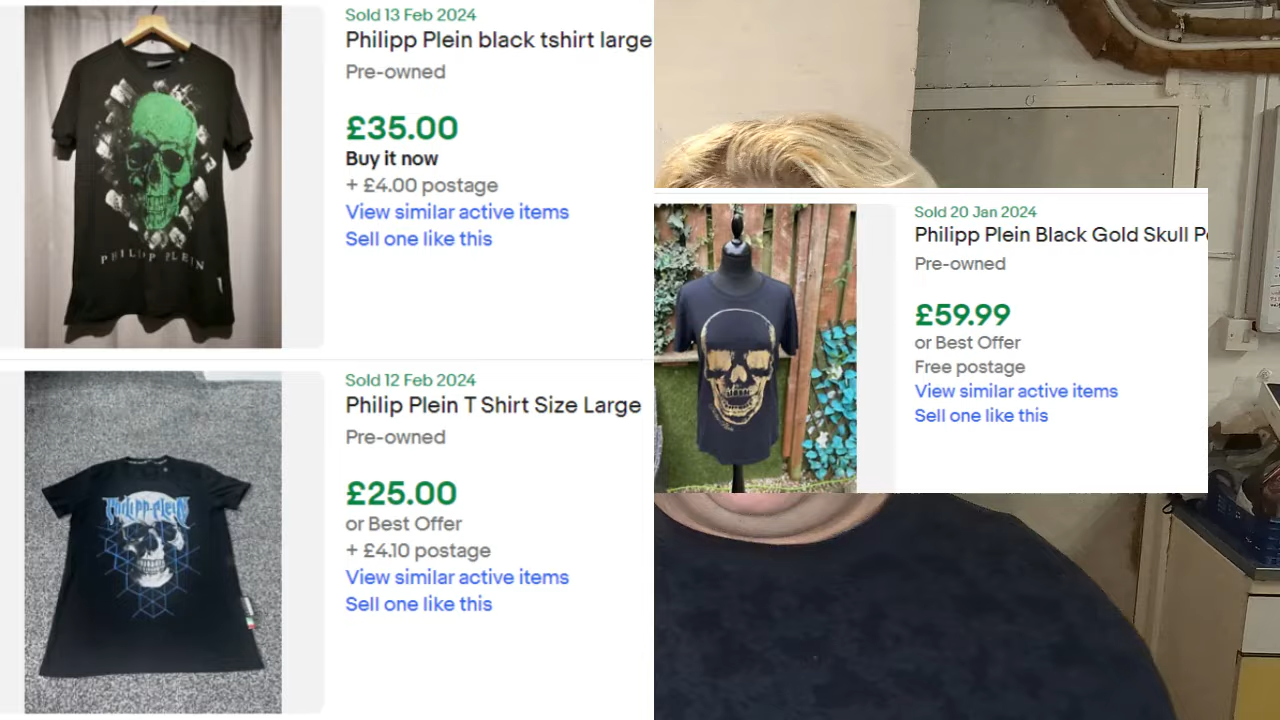 Sold 13 Feb 2024
Philipp Plein black tshirt large
Pre-owned
£35.00
Buy it now
+ £4.00 postage
View similar active items
Sell one like this
PHILIPP PLEIN
Sold 12 Feb 2024
Philip Plein T Shirt Size Large
Pre-owned
£25.00
or Best Offer
+ £4.10 postage
View similar active items
Sell one like this
Philipp-Plein
Sold 20 Jan 2024
Philipp Plein Black Gold Skull
Pre-owned
£59.99
or Best Offer
Free postage
View similar active items
Sell one like this